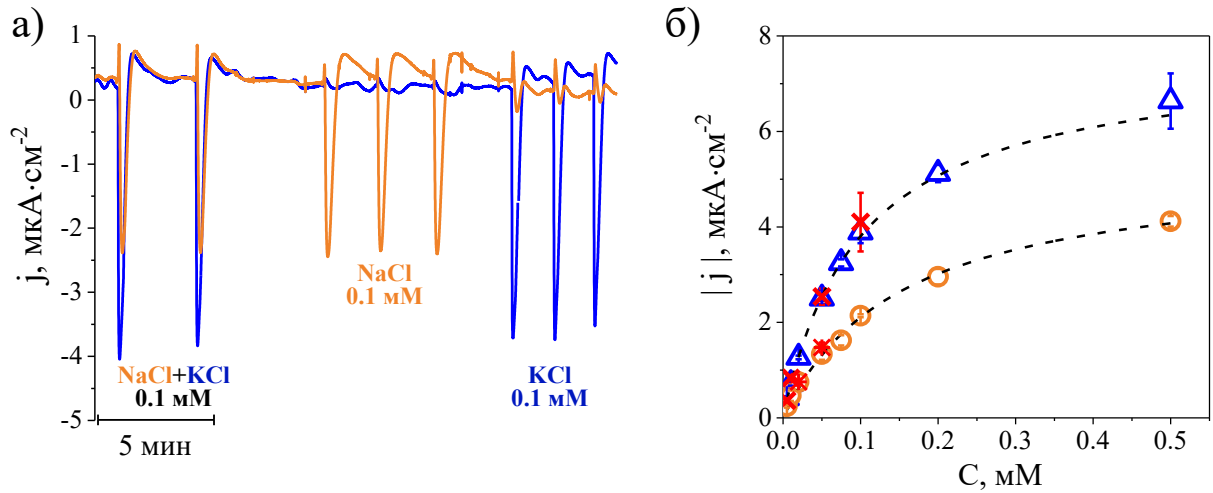 а)
1
0
-1
-2
-3
-4
-5
j, мкА·см-2
NaCl+KCl
0.1 мМ
NaCl
0.1 мМ
KCl
0.1 мМ
5 мин
б)
8
6
4
2
0
|j|, мкА·см-2
0.0 0.1 0.2 0.3 0.4 0.5
C, мМ